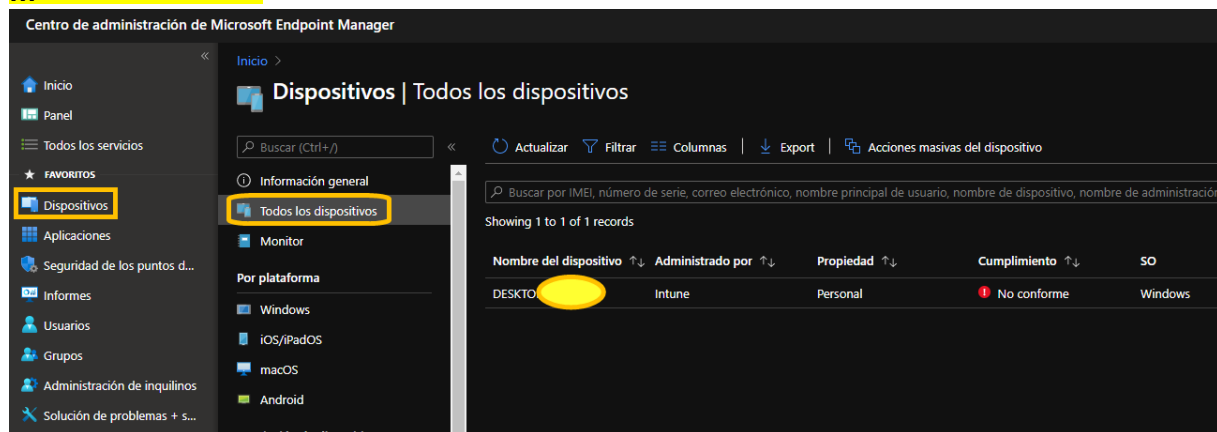 Centro de administración de Microsoft Endpoint Manager
«
Inicio
Panel
Todos los servicios
FAVORITOS
Dispositivos
Aplicaciones
Seguridad de los puntos d...
Informes
Usuarios
Grupos
Administración de inquilinos
Solución de problemas + s...
Inicio >
Dispositivos | Todos los dispositivos
Buscar (Ctrl+/)
«
Información general
Todos los dispositivos
Monitor
Por plataforma
Windows
iOS/iPadOS
macOS
Android
Actualizar Filtrar Columnas Export Acciones masivas del dispositivo
Buscar por IMEI, número de serie, correo electrónico, nombre principal de usuario, nombre de dispositivo, nombre de administración
Showing 1 to 1 of 1 records
Nombre del dispositivo ↑↓ Administrado por ↑↓ Propiedad ↑↓ Cumplimiento ↑↓ SO
DESKTO Intune Personal No conforme Windows